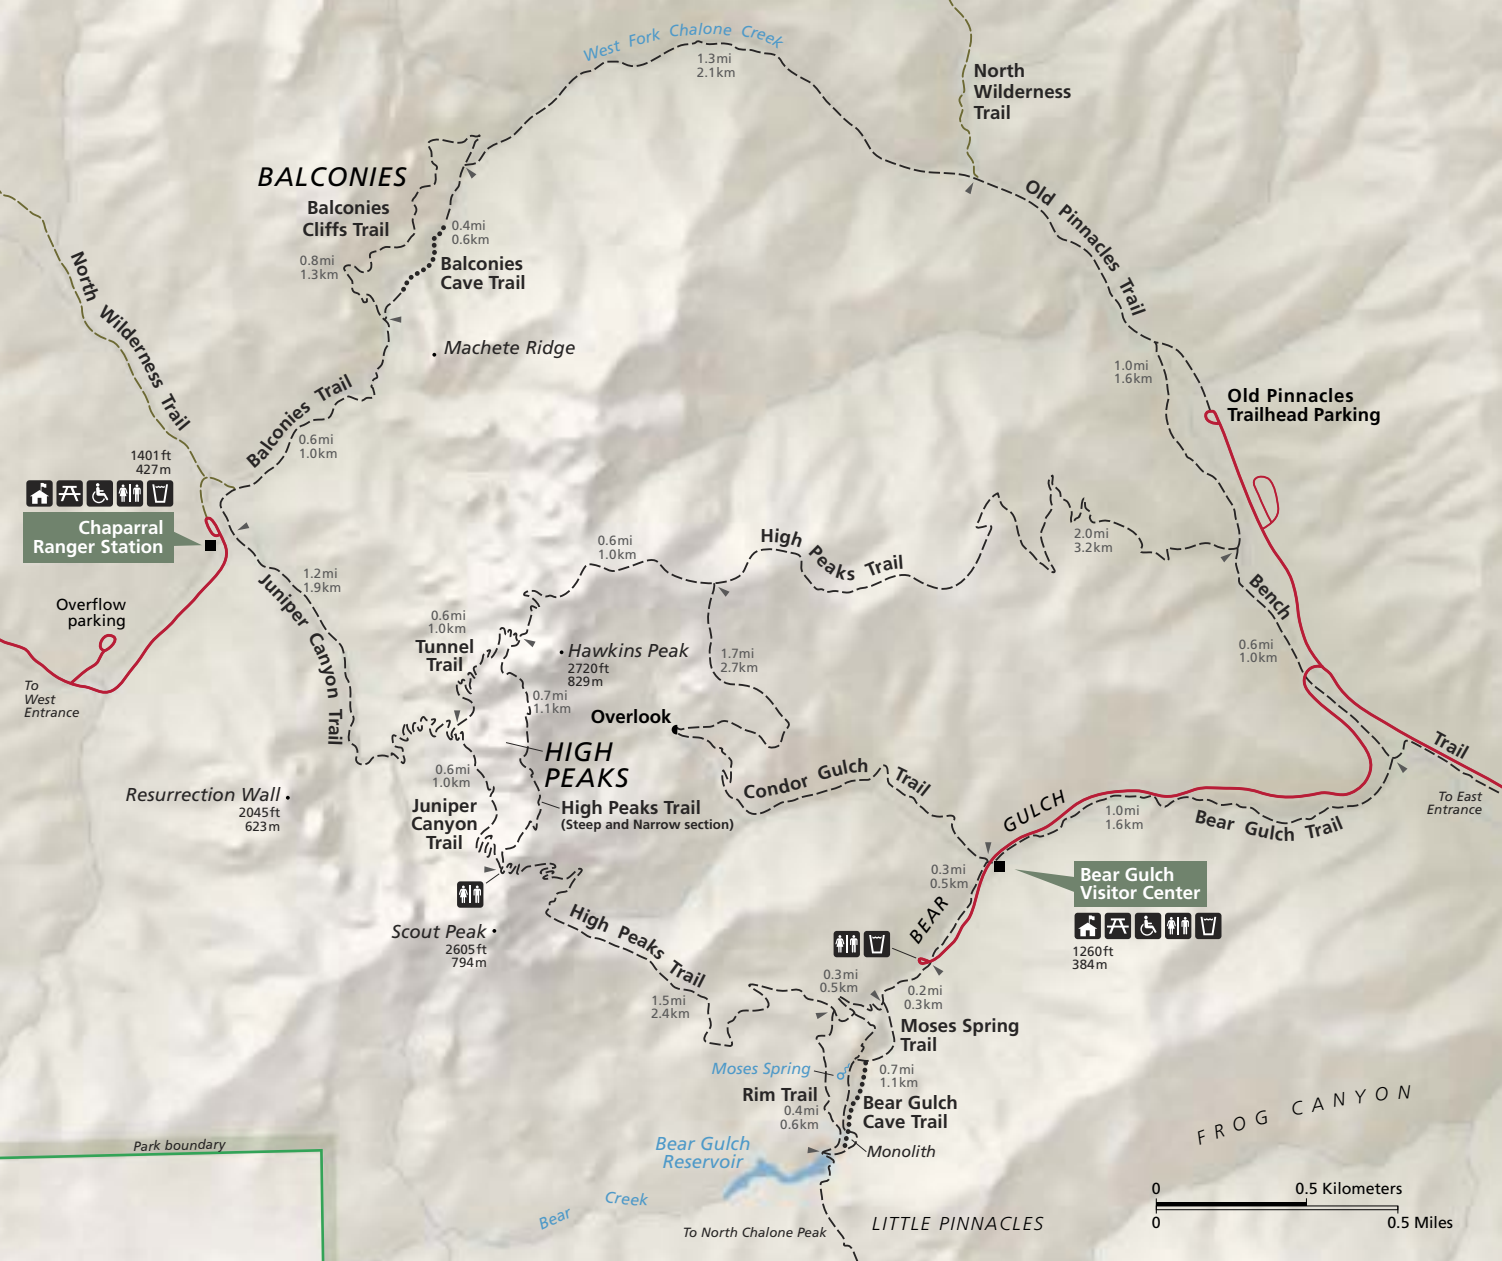 West Fork Chalone Creek
1.3mi
2.1km
North
Wilderness
Trail
BALCONIES
Balconies
Cliffs Trail
0.8mi
1.3km
0.4mi
0.6km
Balconies
Cave Trail
Machete Ridge
Old Pinnacles Trail
North Wilderness Trail
Balconies Trail
0.6mi
1.0km
1.0mi
1.6km
Old Pinnacles
Trailhead Parking
1401ft
427m
Chaparral
Ranger Station
Overflow
parking
To
West
Entrance
1.2mi
1.9km
Juniper Canyon Trail
0.6mi
1.0km
High Peaks Trail
2.0mi
3.2km
Bench
0.6mi
1.0km
0.6mi
1.0km
Tunnel
Trail
Hawkins Peak
2720ft
829m
0.7mi
1.1km
1.7mi
2.7km
Overlook
HIGH
PEAKS
High Peaks Trail
(Steep and Narrow section)
0.6mi
1.0km
Juniper
Canyon
Trail
Resurrection Wall
2045ft
623m
Condor Gulch Trail
Trail
To East
Entrance
BEAR GULCH
1.0mi
1.6km
Bear Gulch Trail
0.3mi
0.5km
Bear Gulch
Visitor Center
1260ft
384m
Scout Peak
2605ft
794m
High Peaks Trail
1.5mi
2.4km
0.3mi
0.5km
0.2mi
0.3km
Moses Spring
Trail
Moses Spring
0.7mi
1.1km
Rim Trail
0.4mi
0.6km
Bear Gulch
Cave Trail
Monolith
Bear Gulch
Reservoir
Bear Creek
FROG CANYON
Park boundary
To North Chalone Peak
LITTLE PINNACLES
0 0.5 Kilometers
0 0.5 Miles